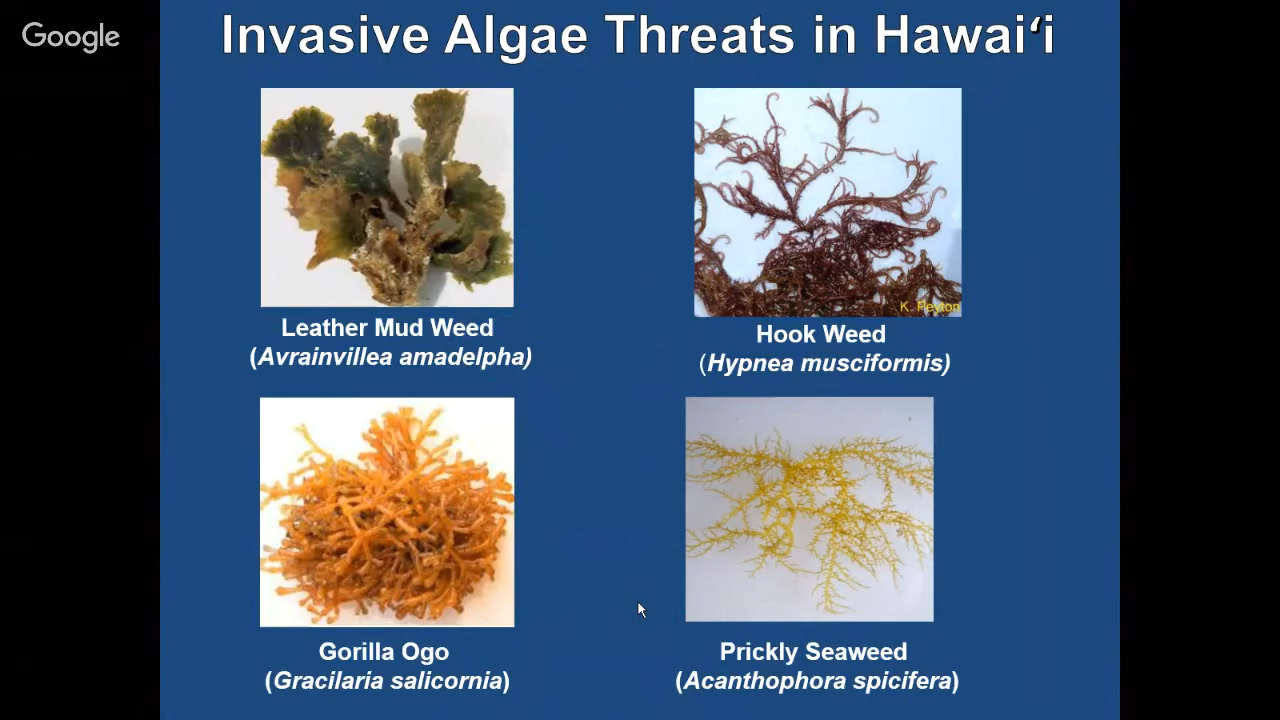 Google
Invasive Algae Threats in Hawaiʻi
Leather Mud Weed
(Avrainvillea amadelpha)
K. Peyton
Hook Weed
(Hypnea musciformis)
Gorilla Ogo
(Gracilaria salicornia)
Prickly Seaweed
(Acanthophora spicifera)